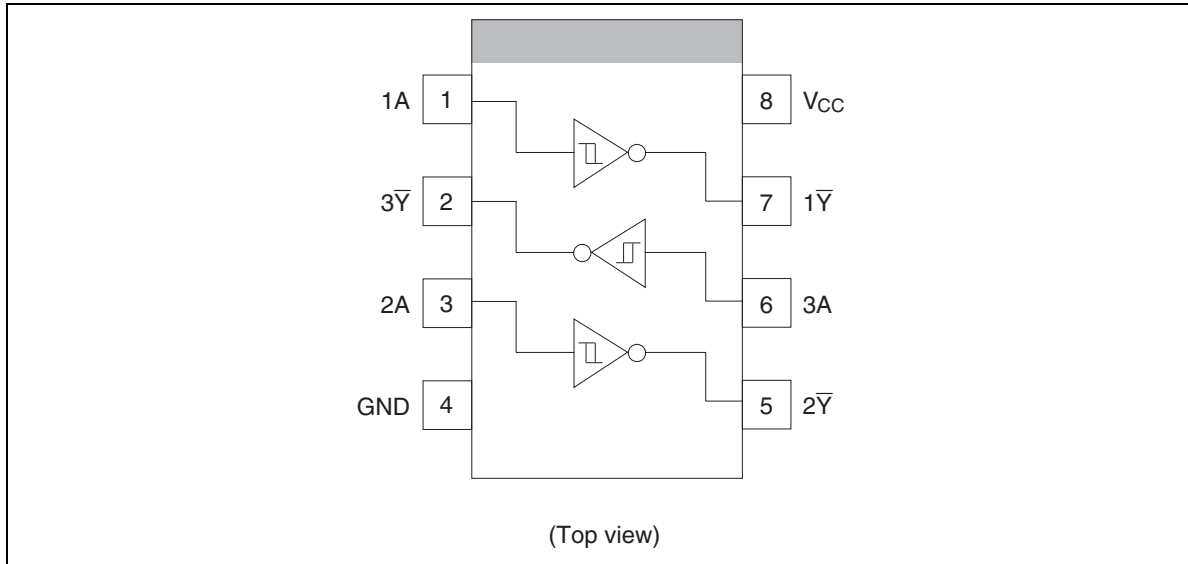 1A 1 8 VCC
3Y̅ 2 7 1Y̅
2A 3 6 3A
GND 4 5 2Y̅
(Top view)